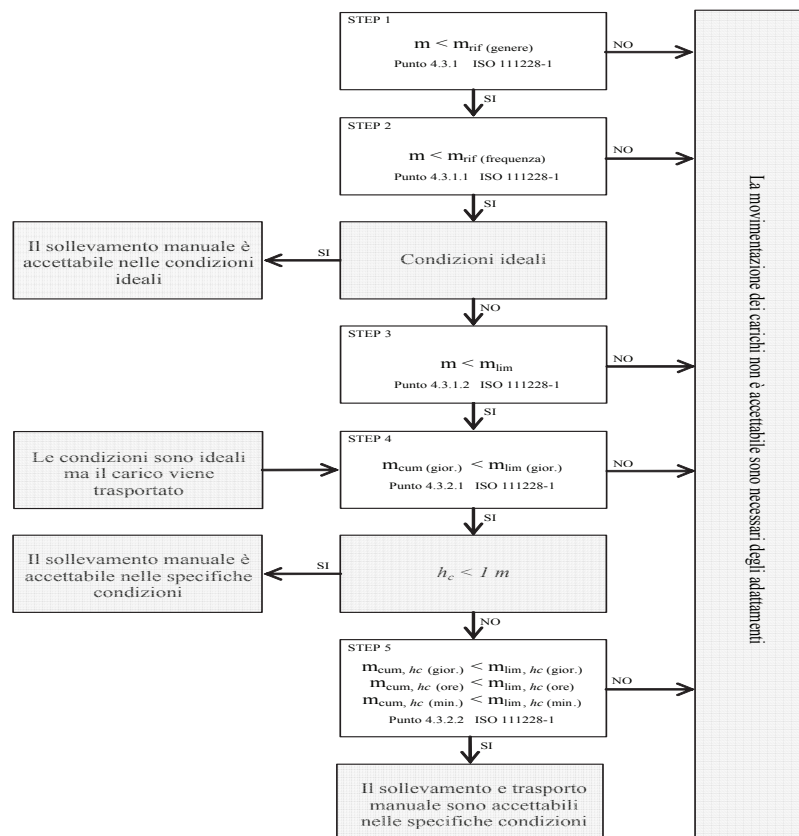 STEP 1
m < mrif (genere)
Punto 4.3.1 ISO 111228-1
NO
SI
STEP 2
m < mrif (frequenza)
Punto 4.3.1.1 ISO 111228-1
NO
SI
Il sollevamento manuale è
accettabile nelle condizioni
ideali
SI
Condizioni ideali
NO
STEP 3
m < mlim
Punto 4.3.1.2 ISO 111228-1
NO
SI
Le condizioni sono ideali
ma il carico viene
trasportato
STEP 4
mcum (gior.) < mlim (gior.)
Punto 4.3.2.1 ISO 111228-1
NO
SI
Il sollevamento manuale è
accettabile nelle specifiche
condizioni
SI
hc < 1 m
NO
STEP 5
mcum, hc (gior.) < mlim, hc (gior.)
mcum, hc (ore) < mlim, hc (ore)
mcum, hc (min.) < mlim, hc (min.)
Punto 4.3.2.2 ISO 111228-1
NO
SI
Il sollevamento e trasporto
manuale sono accettabili
nelle specifiche condizioni
La movimentazione dei carichi non è accettabile sono necessari degli adattamenti